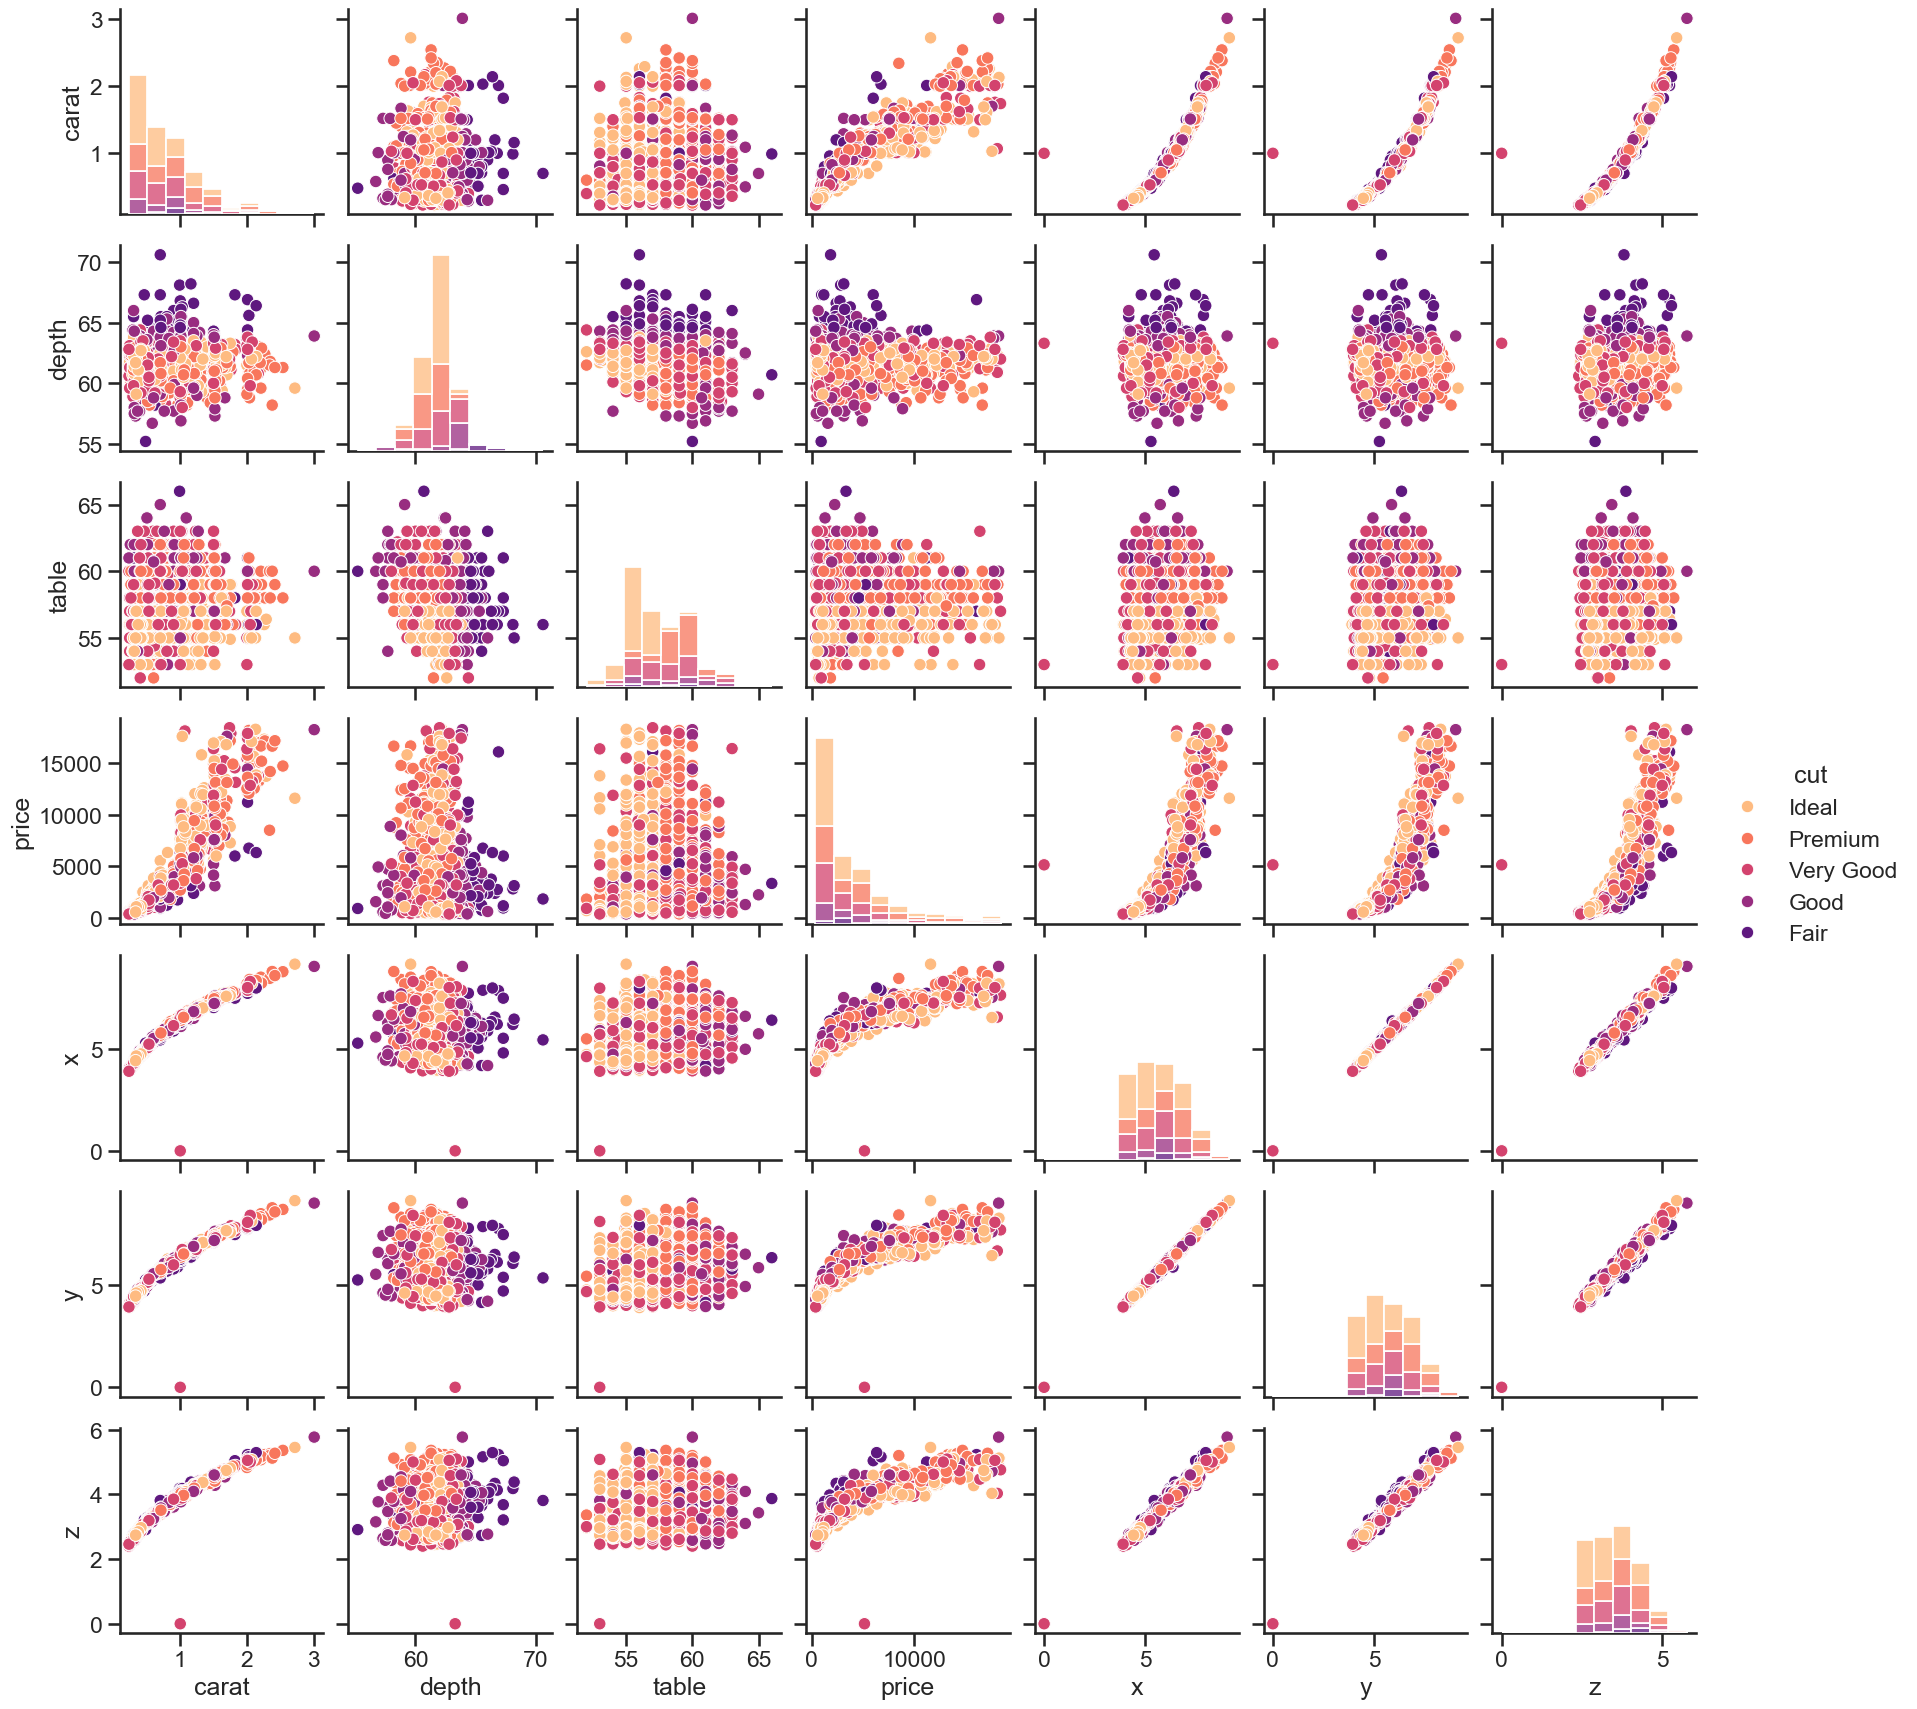 3
2
1
carat
70
65
60
55
depth
65
60
55
table
15000
10000
5000
0
price
cut
Ideal
Premium
Very Good
Good
Fair
5
0
x
5
0
y
6
4
2
0
z
1 2 3
60 70
55 60 65
0 10000
0 5
0 5
0 5
carat depth table price x y z